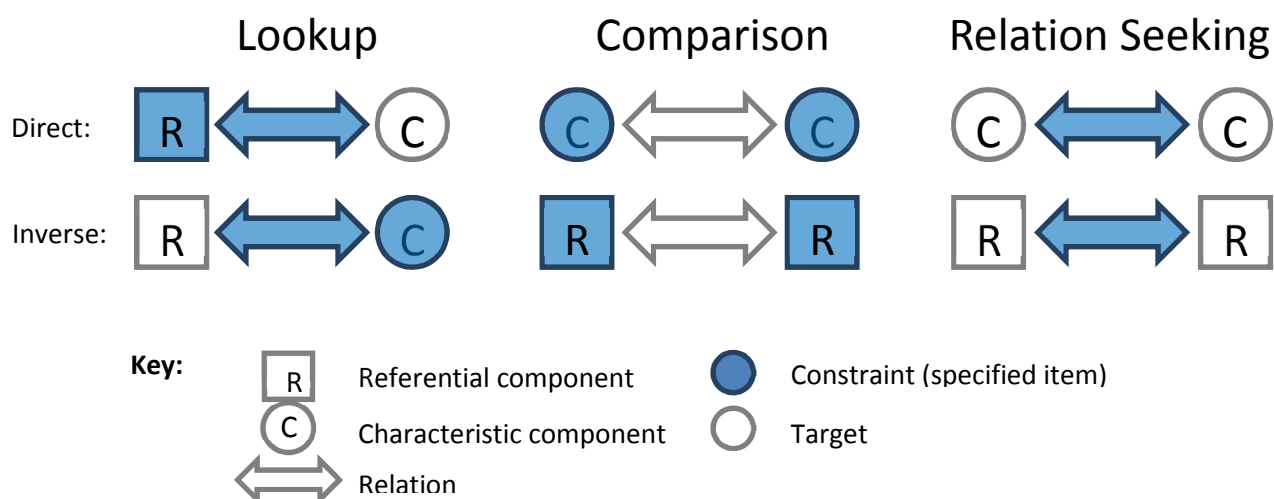 Lookup Comparison Relation Seeking
Direct: R C C C C C
Inverse: R C R R R R
Key:
R Referential component Constraint (specified item)
C Characteristic component Target
Relation